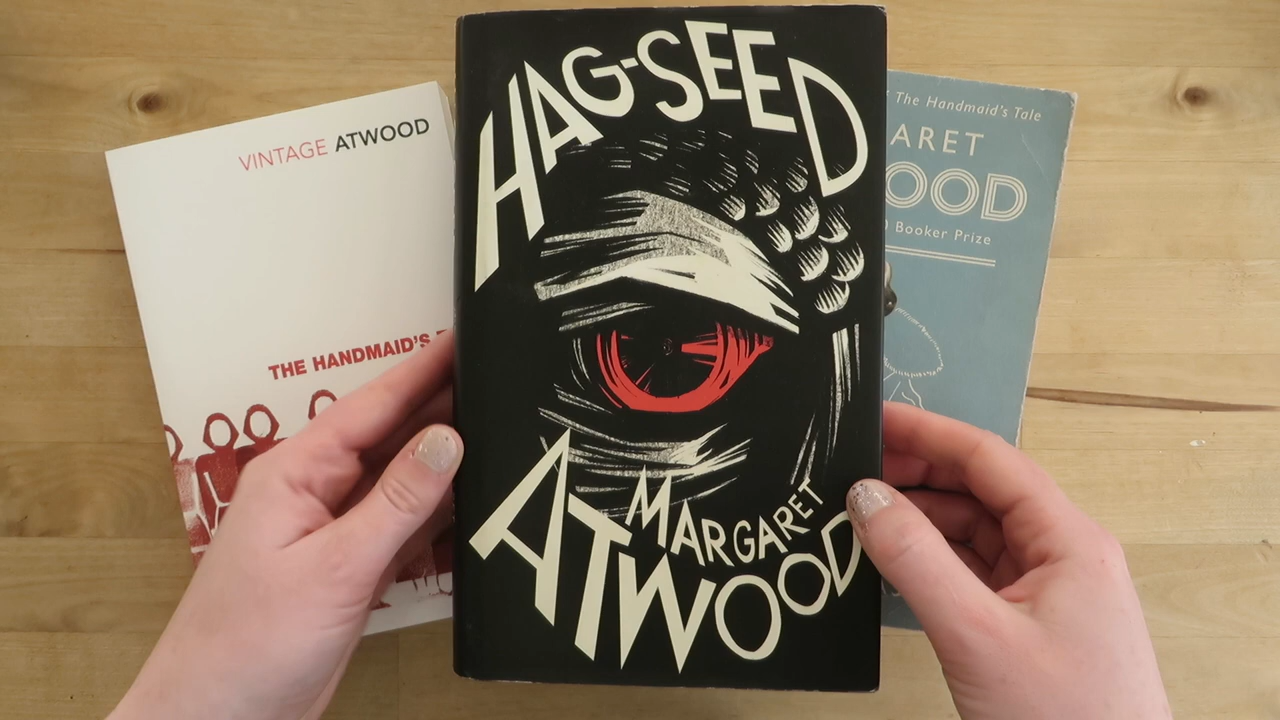 VINTAGE ATWOOD
THE HANDMAID'S
HAG-SEED
MARGARET
ATWOOD
The Handmaid's Tale
ARET
OOD
Booker Prize